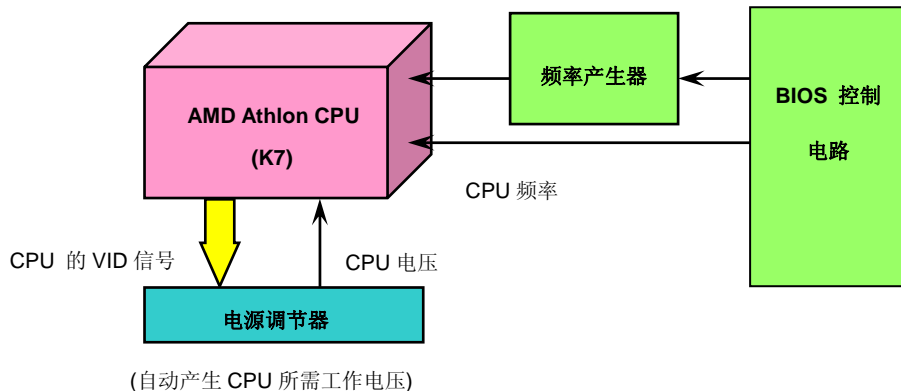 AMD Athlon CPU
(K7)
频率产生器
BIOS 控制
电路
CPU 频率
CPU 的 VID 信号
CPU 电压
电源调节器
(自动产生 CPU 所需工作电压)